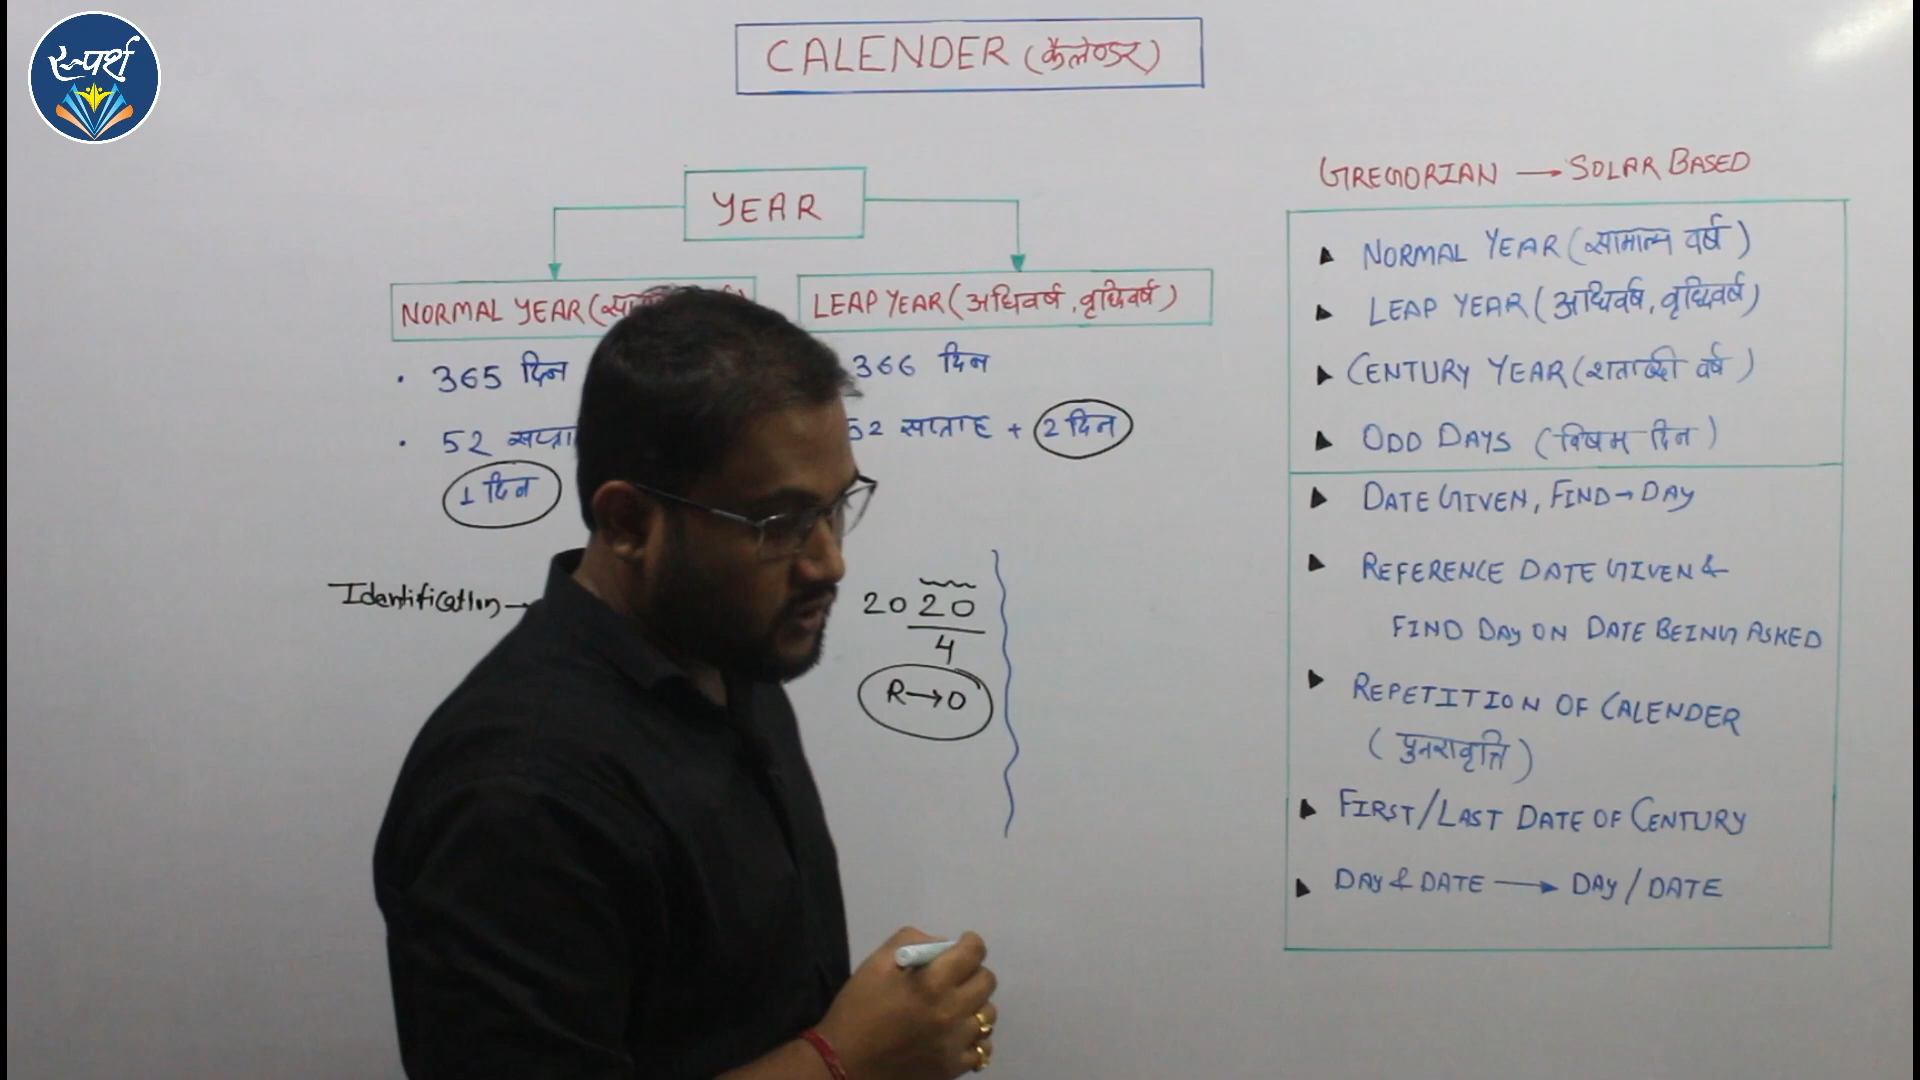 स्पर्श
CALENDER (कैलेण्डर)
YEAR
NORMAL YEAR
LEAP YEAR (अधिवर्ष, वृधिवर्ष)
• 365 दिन
366 दिन
• 52
52 सप्ताह + 2 दिन
1 दिन
Identification →
2020
4
R→0
GREGORIAN → SOLAR BASED
▸ NORMAL YEAR (सामान्य वर्ष)
▸ LEAP YEAR (अधिवर्ष, वृधिवर्ष)
▸ CENTURY YEAR (शताब्दी वर्ष)
▸ ODD DAYS (विषम दिन)
▸ DATE GIVEN, FIND → DAY
▸ REFERENCE DATE GIVEN &
FIND DAY ON DATE BEING ASKED
▸ REPETITION OF CALENDER
(पुनरावृत्ति)
▸ FIRST/LAST DATE OF CENTURY
▸ DAY & DATE → DAY/DATE